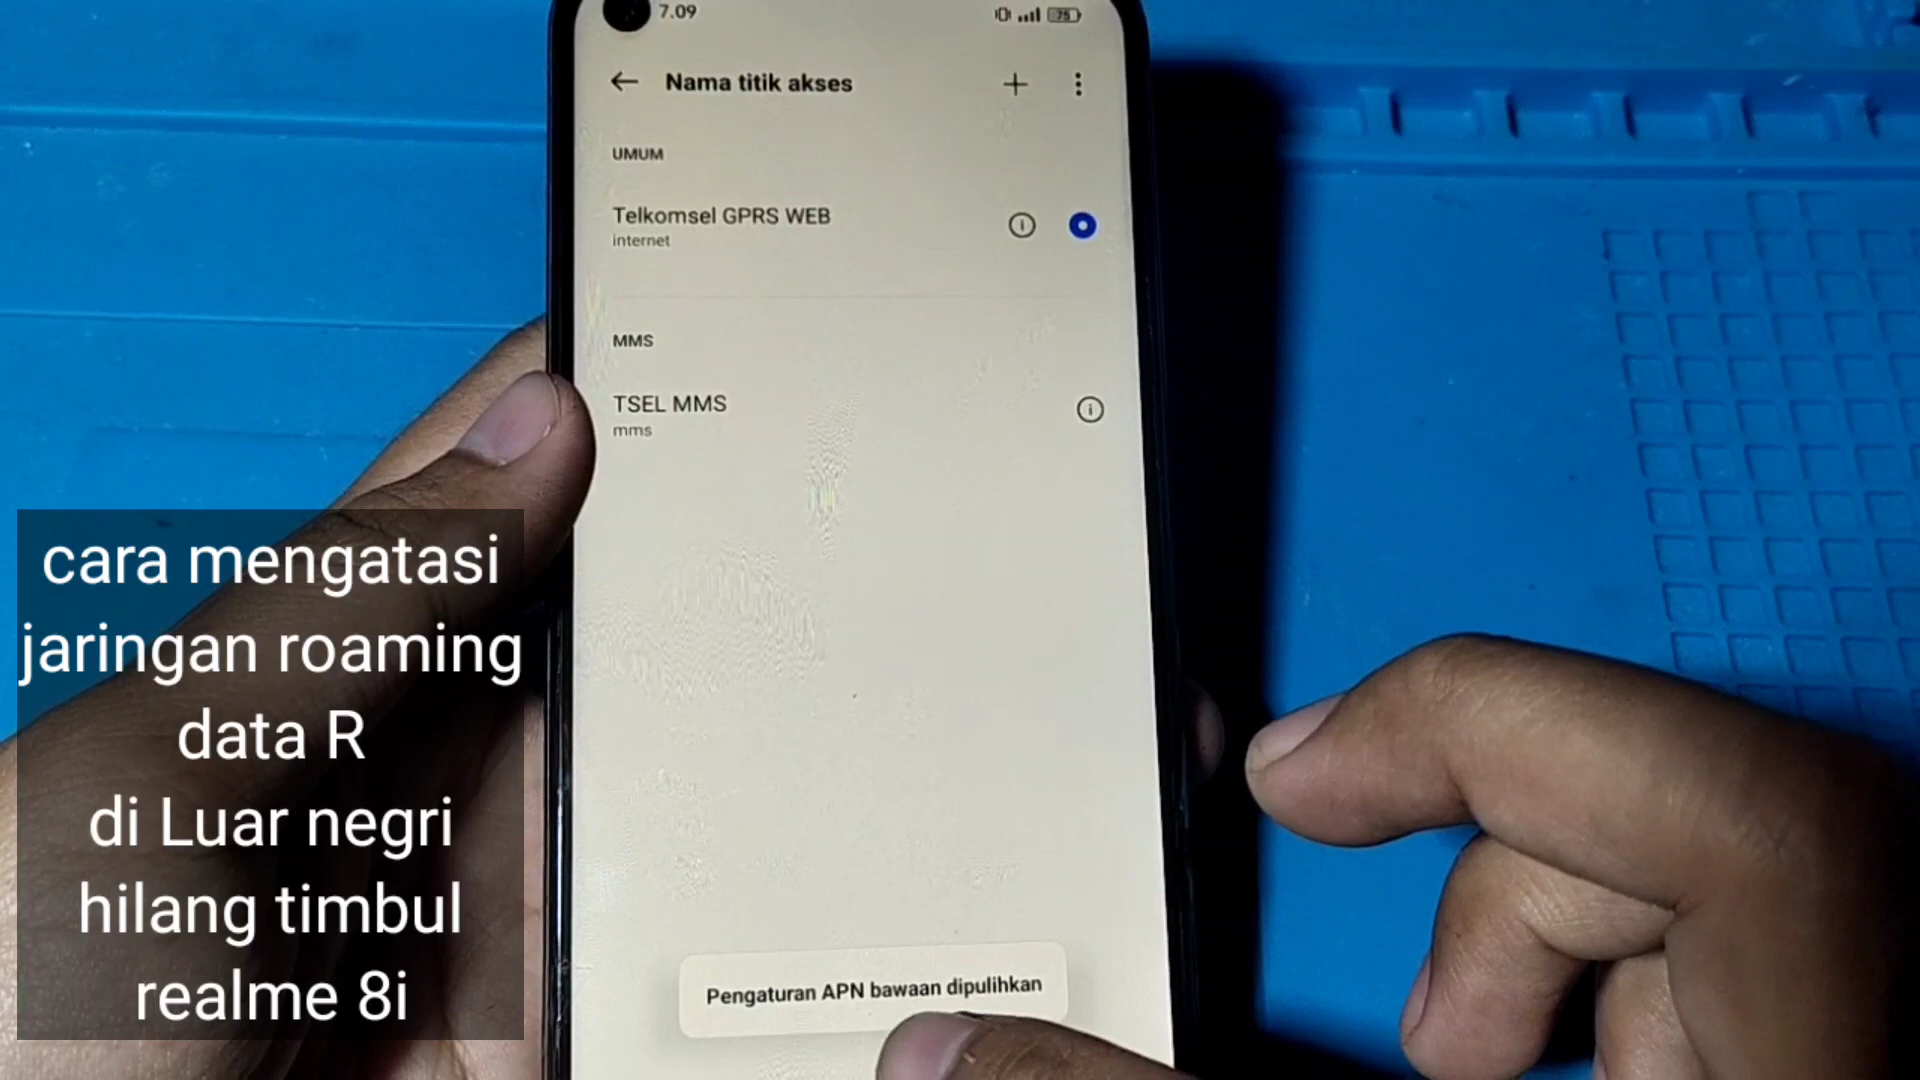 7.09
75
Nama titik akses
UMUM
Telkomsel GPRS WEB
internet
MMS
TSEL MMS
mms
cara mengatasi
jaringan roaming
data R
di Luar negri
hilang timbul
realme 8i
Pengaturan APN bawaan dipulihkan